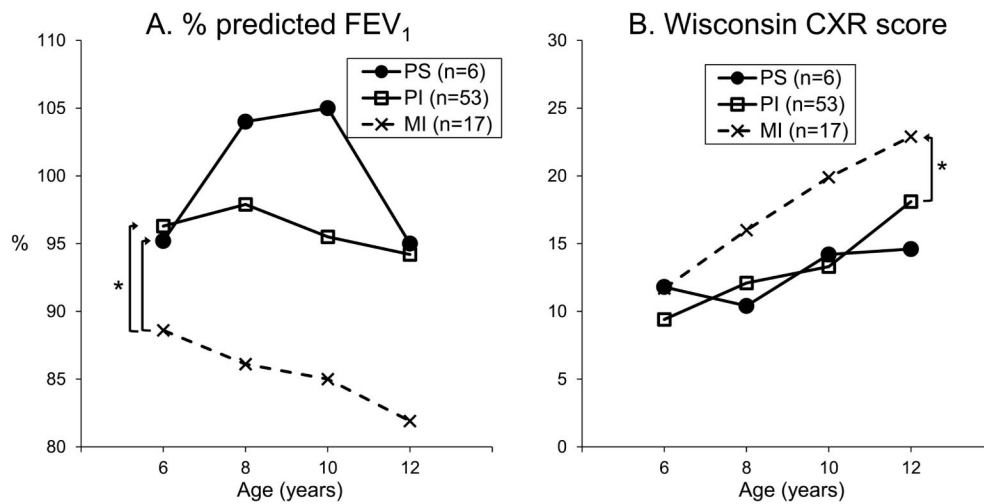 A. % predicted FEV₁
110
105
100
95
90
85
80
%
PS (n=6)
PI (n=53)
MI (n=17)
*
6 8 10 12
Age (years)
B. Wisconsin CXR score
30
25
20
15
10
5
0
PS (n=6)
PI (n=53)
MI (n=17)
*
6 8 10 12
Age (years)